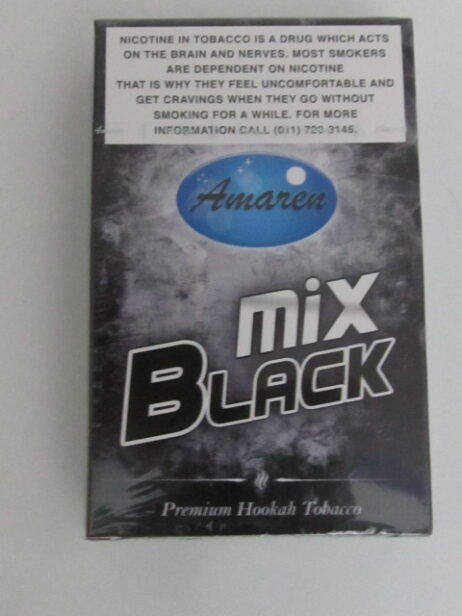 NICOTINE IN TOBACCO IS A DRUG WHICH ACTS
ON THE BRAIN AND NERVES. MOST SMOKERS
ARE DEPENDENT ON NICOTINE
THAT IS WHY THEY FEEL UNCOMFORTABLE AND
GET CRAVINGS WHEN THEY GO WITHOUT
SMOKING FOR A WHILE. FOR MORE
INFORMATION CALL (011) 720 3145.
Amaren
mix
BLACK
Premium Hookah Tobacco